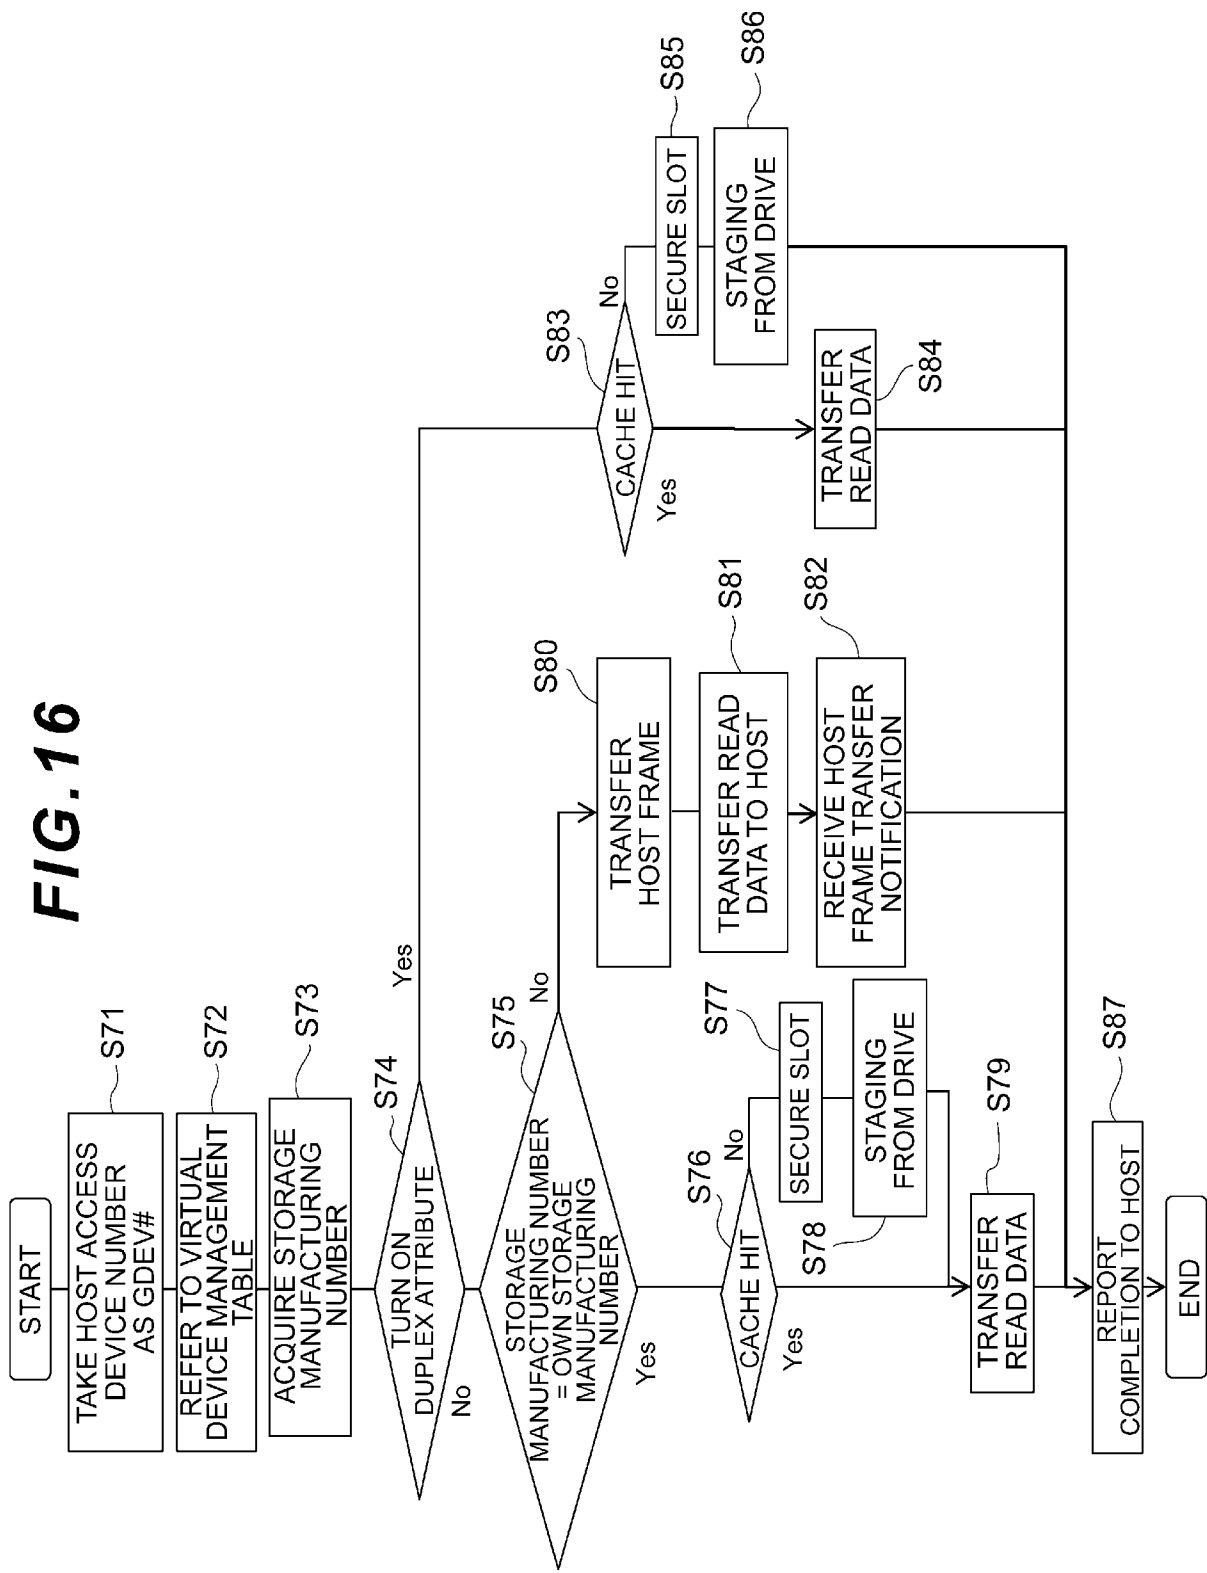 FIG.16
START
TAKE HOST ACCESS
DEVICE NUMBER
AS GDEV#
S71
REFER TO VIRTUAL
DEVICE MANAGEMENT
TABLE
S72
ACQUIRE STORAGE
MANUFACTURING
NUMBER
S73
TURN ON
DUPLEX ATTRIBUTE
S74
Yes
No
STORAGE
MANUFACTURING NUMBER
= OWN STORAGE
MANUFACTURING
NUMBER
S75
No
Yes
CACHE HIT
S76
No
Yes
SECURE SLOT
S77
STAGING
FROM DRIVE
S78
TRANSFER
READ DATA
S79
TRANSFER
HOST FRAME
S80
TRANSFER READ
DATA TO HOST
S81
RECEIVE HOST
FRAME TRANSFER
NOTIFICATION
S82
CACHE HIT
S83
No
Yes
TRANSFER
READ DATA
S84
SECURE SLOT
S85
STAGING
FROM DRIVE
S86
REPORT
COMPLETION TO HOST
S87
END